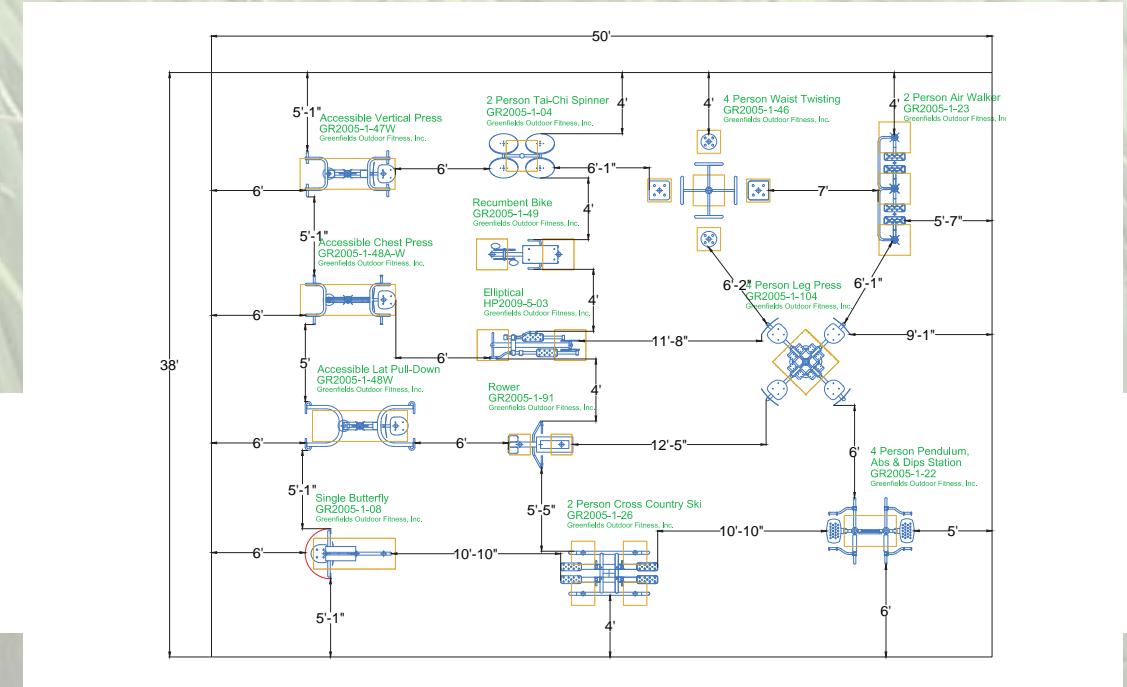 50'
38'
5'-1"
4'
4'
4'
2 Person Tai-Chi Spinner
GR2005-1-04
Greenfields Outdoor Fitness, Inc.
4 Person Waist Twisting
GR2005-1-46
Greenfields Outdoor Fitness, Inc.
2 Person Air Walker
GR2005-1-23
Greenfields Outdoor Fitness, Inc
Accessible Vertical Press
GR2005-1-47W
Greenfields Outdoor Fitness, Inc.
6'
6'-1"
6'
7'
5'-7"
Recumbent Bike
GR2005-1-49
Greenfields Outdoor Fitness, Inc.
4'
5'-1"
Accessible Chest Press
GR2005-1-48A-W
Greenfields Outdoor Fitness, Inc.
6'-2"
6'-1"
4 Person Leg Press
GR2005-1-104
Greenfields Outdoor Fitness, Inc.
Elliptical
HP2009-5-03
Greenfields Outdoor Fitness, Inc.
4'
6'
11'-8"
9'-1"
6'
5'
Accessible Lat Pull-Down
GR2005-1-48W
Greenfields Outdoor Fitness, Inc.
Rower
GR2005-1-91
Greenfields Outdoor Fitness, Inc.
4'
6'
6'
12'-5"
6'
4 Person Pendulum,
Abs & Dips Station
GR2005-1-22
Greenfields Outdoor Fitness, Inc.
5'-1"
Single Butterfly
GR2005-1-08
Greenfields Outdoor Fitness, Inc.
5'-5"
2 Person Cross Country Ski
GR2005-1-26
Greenfields Outdoor Fitness, Inc.
6'
10'-10"
10'-10"
5'
5'-1"
4'
6'